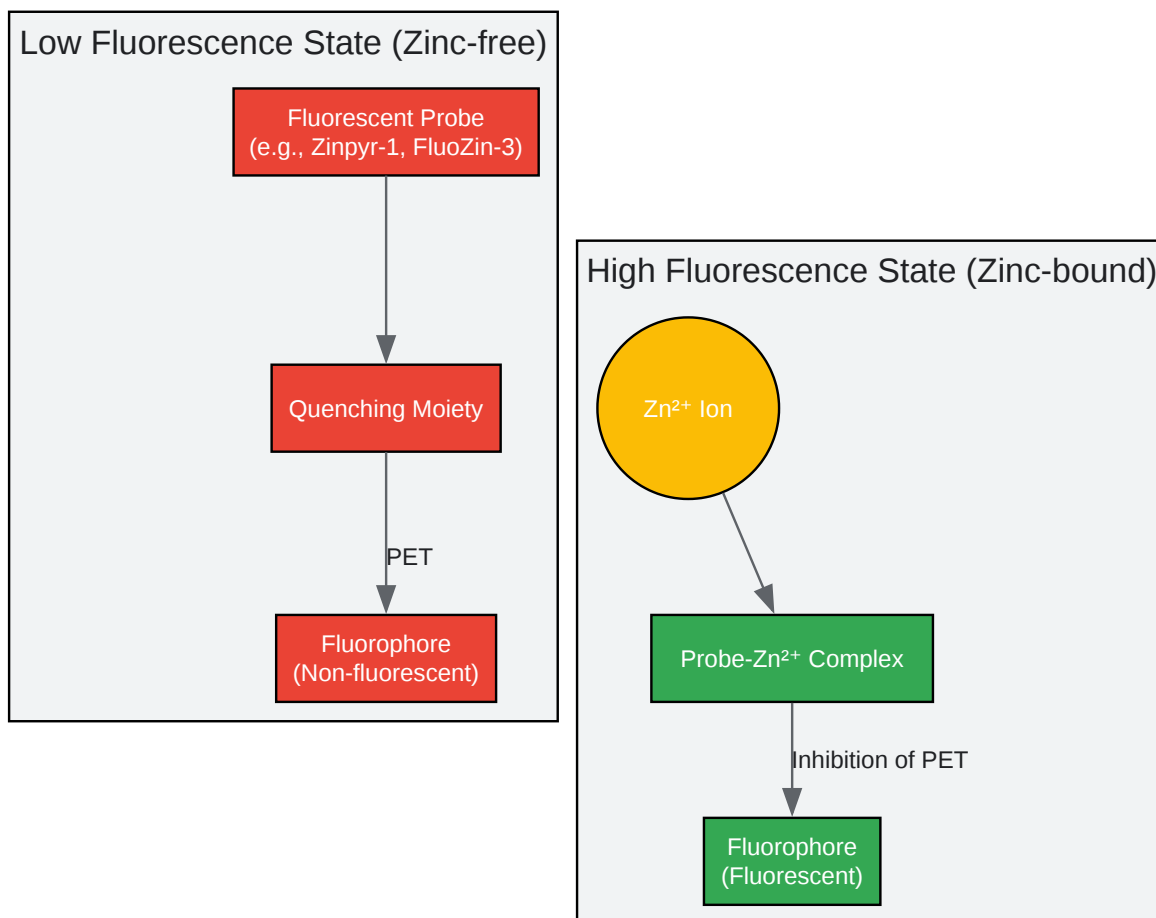 Low Fluorescence State (Zinc-free)
Fluorescent Probe
(e.g., Zinpyr-1, FluoZin-3)
Quenching Moiety
PET
Fluorophore
(Non-fluorescent)
High Fluorescence State (Zinc-bound)
Zn²⁺ Ion
Probe-Zn²⁺ Complex
Inhibition of PET
Fluorophore
(Fluorescent)